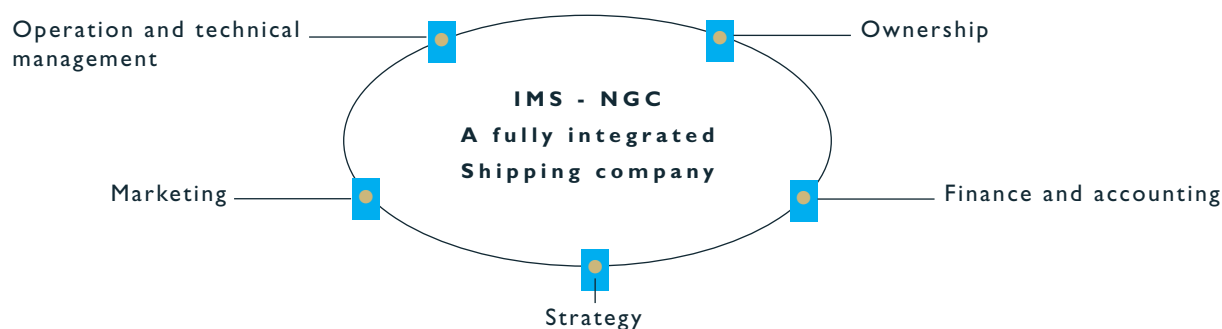 Operation and technical
management
Ownership
IMS - NGC
A fully integrated
Shipping company
Marketing
Finance and accounting
Strategy